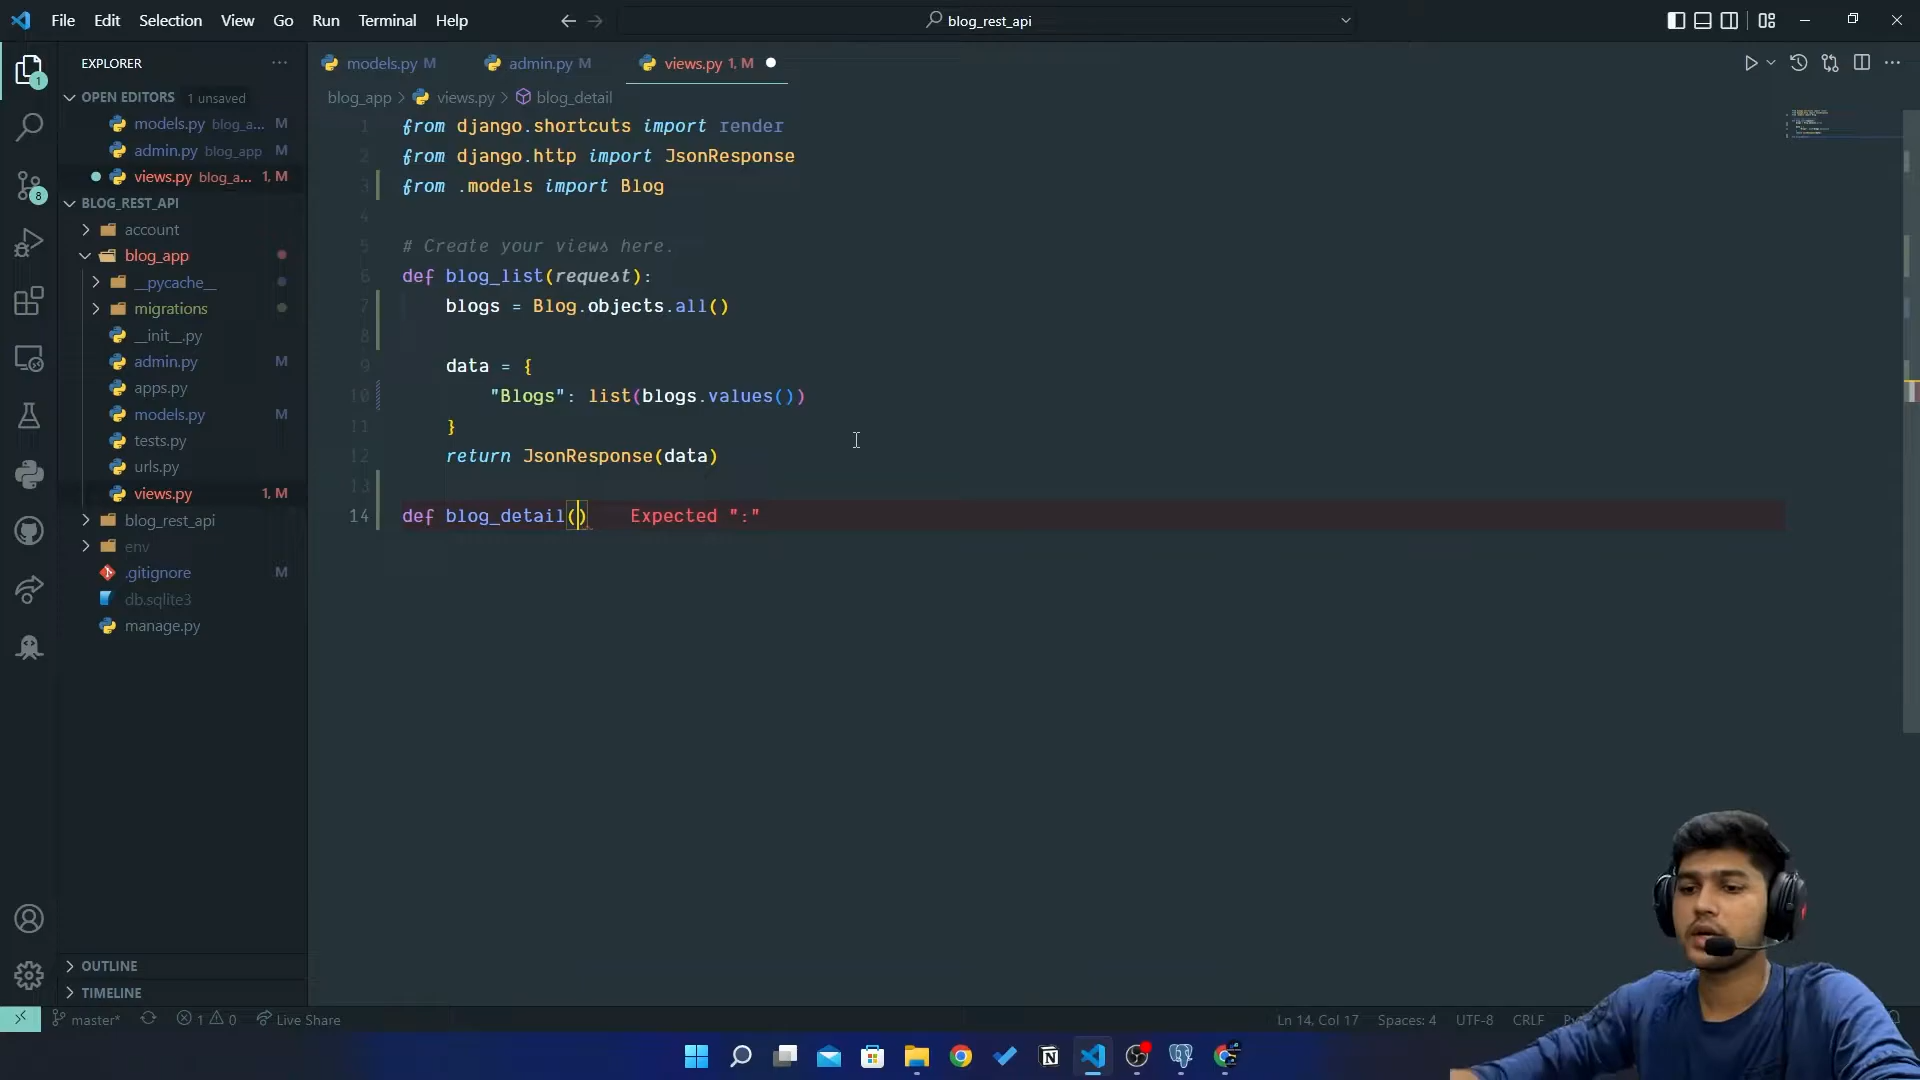 File Edit Selection View Go Run Terminal Help
blog_rest_api
EXPLORER
OPEN EDITORS 1 unsaved
models.py blog_a... M
admin.py blog_app M
views.py blog_a... 1, M
BLOG_REST_API
account
blog_app
__pycache__
migrations
__init__.py
admin.py M
apps.py
models.py M
tests.py
urls.py
views.py 1, M
blog_rest_api
env
.gitignore M
db.sqlite3
manage.py
OUTLINE
TIMELINE
1
8
models.py M admin.py M views.py 1, M
blog_app > views.py > blog_detail
1 from django.shortcuts import render
2 from django.http import JsonResponse
3 from .models import Blog
4
5 # Create your views here.
6 def blog_list(request):
7 blogs = Blog.objects.all()
8
9 data = {
10 "Blogs": list(blogs.values())
11 }
12 return JsonResponse(data)
13
14 def blog_detail() Expected ":"
master* 1 0 Live Share
Ln 14, Col 17 Spaces: 4 UTF-8 CRLF